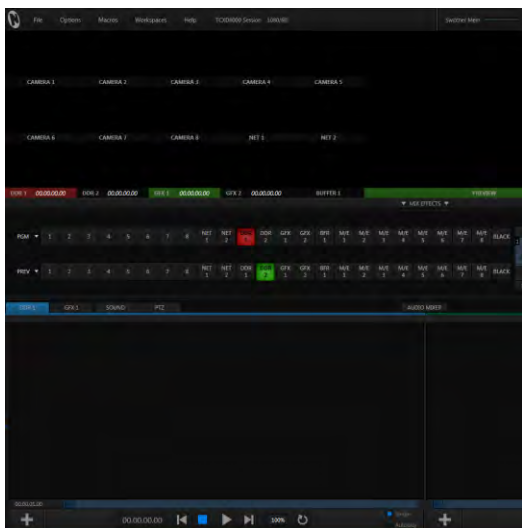 File Options Macros Workspaces Help TCXD8000 Session 1080/60i Switcher Main
CAMERA 1 CAMERA 2 CAMERA 3 CAMERA 4 CAMERA 5
CAMERA 6 CAMERA 7 CAMERA 8 NET 1 NET 2
DDR 1 00.00.00.00 DDR 2 00.00.00.00 GFX 1 00.00.00.00 GFX 2 00.00.00.00 BUFFER 1 PREVIEW
MIX EFFECTS
NET NET DDR DDR GFX GFX BFR M/E M/E M/E M/E M/E M/E M/E M/E
PGM 1 2 3 4 5 6 7 8 BLACK
1 2 1 2 1 2 1 1 2 3 4 5 6 7 8
NET NET DDR DDR GFX GFX BFR M/E M/E M/E M/E M/E M/E M/E M/E
PREV 1 2 3 4 5 6 7 8 BLACK
1 2 1 2 1 2 1 1 2 3 4 5 6 7 8
DDR 1 GFX 1 SOUND PTZ AUDIO MIXER
00.00.00.00
00.00.00.00 100% Single
Autoplay